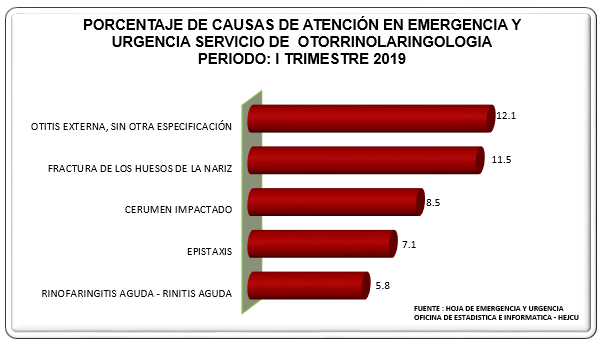 PORCENTAJE DE CAUSAS DE ATENCIÓN EN EMERGENCIA Y
URGENCIA SERVICIO DE OTORRINOLARINGOLOGIA
PERIODO: I TRIMESTRE 2019
OTITIS EXTERNA, SIN OTRA ESPECIFICACIÓN 12.1
FRACTURA DE LOS HUESOS DE LA NARIZ 11.5
CERUMEN IMPACTADO 8.5
EPISTAXIS 7.1
RINOFARINGITIS AGUDA - RINITIS AGUDA 5.8
FUENTE : HOJA DE EMERGENCIA Y URGENCIA
OFICINA DE ESTADISTICA E INFORMATICA - HEJCU